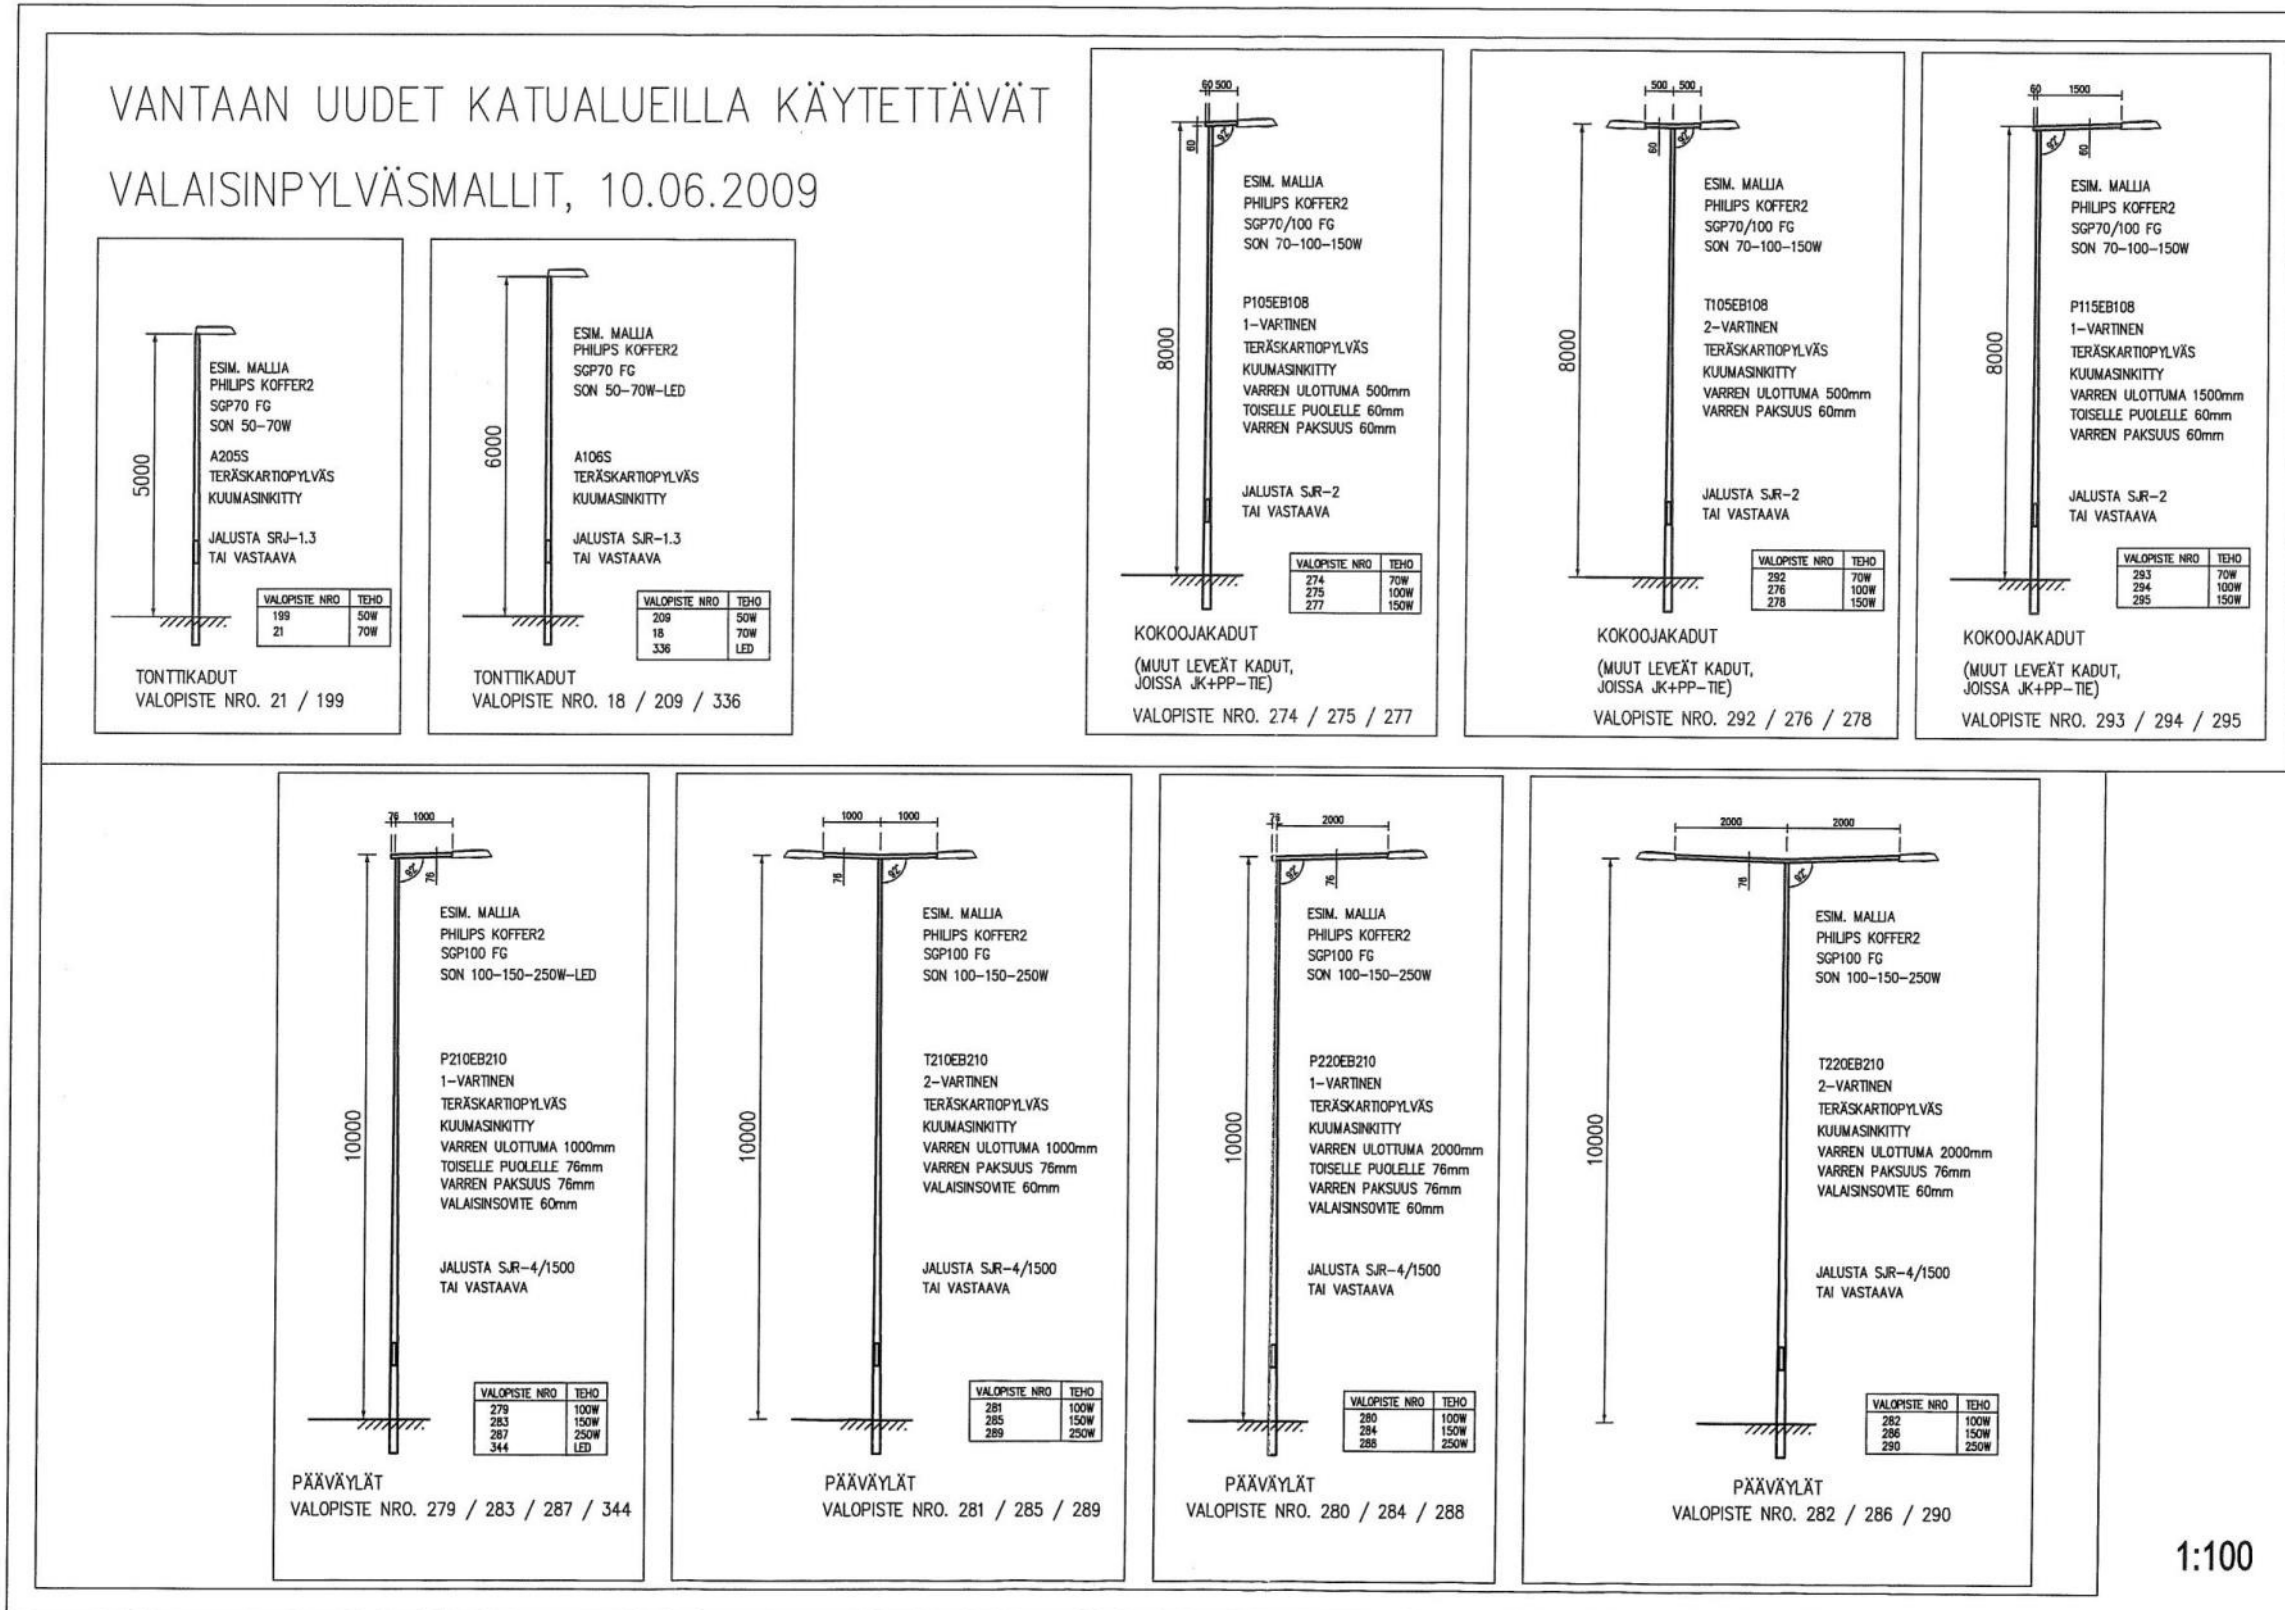 VANTAAN UUDET KATUALUEILLA KÄYTETTÄVÄT
VALAISINPYLVÄSMALLIT, 10.06.2009
5000
ESIM. MALLIA
PHILIPS KOFFER2
SGP70 FG
SON 50-70W
A205S
TERÄSKARTIOPYLVÄS
KUUMASINKITTY
JALUSTA SRJ-1.3
TAI VASTAAVA
VALOPISTE NRO TEHO
199 50W
21 70W
TONTTIKADUT
VALOPISTE NRO. 21 / 199
6000
ESIM. MALLIA
PHILIPS KOFFER2
SGP70 FG
SON 50-70W-LED
A106S
TERÄSKARTIOPYLVÄS
KUUMASINKITTY
JALUSTA SJR-1.3
TAI VASTAAVA
VALOPISTE NRO TEHO
209 50W
18 70W
336 LED
TONTTIKADUT
VALOPISTE NRO. 18 / 209 / 336
60 500
92°
60
8000
ESIM. MALLIA
PHILIPS KOFFER2
SGP70/100 FG
SON 70-100-150W
P105EB108
1-VARTINEN
TERÄSKARTIOPYLVÄS
KUUMASINKITTY
VARREN ULOTTUMA 500mm
TOISELLE PUOLELLE 60mm
VARREN PAKSUUS 60mm
JALUSTA SJR-2
TAI VASTAAVA
VALOPISTE NRO TEHO
274 70W
275 100W
277 150W
KOKOOJAKADUT
(MUUT LEVEÄT KADUT,
JOISSA JK+PP-TIE)
VALOPISTE NRO. 274 / 275 / 277
500 500
92°
60
8000
ESIM. MALLIA
PHILIPS KOFFER2
SGP70/100 FG
SON 70-100-150W
T105EB108
2-VARTINEN
TERÄSKARTIOPYLVÄS
KUUMASINKITTY
VARREN ULOTTUMA 500mm
VARREN PAKSUUS 60mm
JALUSTA SJR-2
TAI VASTAAVA
VALOPISTE NRO TEHO
292 70W
276 100W
278 150W
KOKOOJAKADUT
(MUUT LEVEÄT KADUT,
JOISSA JK+PP-TIE)
VALOPISTE NRO. 292 / 276 / 278
60 1500
92°
60
8000
ESIM. MALLIA
PHILIPS KOFFER2
SGP70/100 FG
SON 70-100-150W
P115EB108
1-VARTINEN
TERÄSKARTIOPYLVÄS
KUUMASINKITTY
VARREN ULOTTUMA 1500mm
TOISELLE PUOLELLE 60mm
VARREN PAKSUUS 60mm
JALUSTA SJR-2
TAI VASTAAVA
VALOPISTE NRO TEHO
293 70W
294 100W
295 150W
KOKOOJAKADUT
(MUUT LEVEÄT KADUT,
JOISSA JK+PP-TIE)
VALOPISTE NRO. 293 / 294 / 295
76 1000
92°
76
10000
ESIM. MALLIA
PHILIPS KOFFER2
SGP100 FG
SON 100-150-250W-LED
P210EB210
1-VARTINEN
TERÄSKARTIOPYLVÄS
KUUMASINKITTY
VARREN ULOTTUMA 1000mm
TOISELLE PUOLELLE 76mm
VARREN PAKSUUS 76mm
VALAISINSOVITE 60mm
JALUSTA SJR-4/1500
TAI VASTAAVA
VALOPISTE NRO TEHO
279 100W
283 150W
287 250W
344 LED
PÄÄVÄYLÄT
VALOPISTE NRO. 279 / 283 / 287 / 344
1000 1000
92°
76
10000
ESIM. MALLIA
PHILIPS KOFFER2
SGP100 FG
SON 100-150-250W
T210EB210
2-VARTINEN
TERÄSKARTIOPYLVÄS
KUUMASINKITTY
VARREN ULOTTUMA 1000mm
VARREN PAKSUUS 76mm
VALAISINSOVITE 60mm
JALUSTA SJR-4/1500
TAI VASTAAVA
VALOPISTE NRO TEHO
281 100W
285 150W
289 250W
PÄÄVÄYLÄT
VALOPISTE NRO. 281 / 285 / 289
76 2000
92°
76
10000
ESIM. MALLIA
PHILIPS KOFFER2
SGP100 FG
SON 100-150-250W
P220EB210
1-VARTINEN
TERÄSKARTIOPYLVÄS
KUUMASINKITTY
VARREN ULOTTUMA 2000mm
TOISELLE PUOLELLE 76mm
VARREN PAKSUUS 76mm
VALAISINSOVITE 60mm
JALUSTA SJR-4/1500
TAI VASTAAVA
VALOPISTE NRO TEHO
280 100W
284 150W
288 250W
PÄÄVÄYLÄT
VALOPISTE NRO. 280 / 284 / 288
2000 2000
92°
76
10000
ESIM. MALLIA
PHILIPS KOFFER2
SGP100 FG
SON 100-150-250W
T220EB210
2-VARTINEN
TERÄSKARTIOPYLVÄS
KUUMASINKITTY
VARREN ULOTTUMA 2000mm
VARREN PAKSUUS 76mm
VALAISINSOVITE 60mm
JALUSTA SJR-4/1500
TAI VASTAAVA
VALOPISTE NRO TEHO
282 100W
286 150W
290 250W
PÄÄVÄYLÄT
VALOPISTE NRO. 282 / 286 / 290
1:100